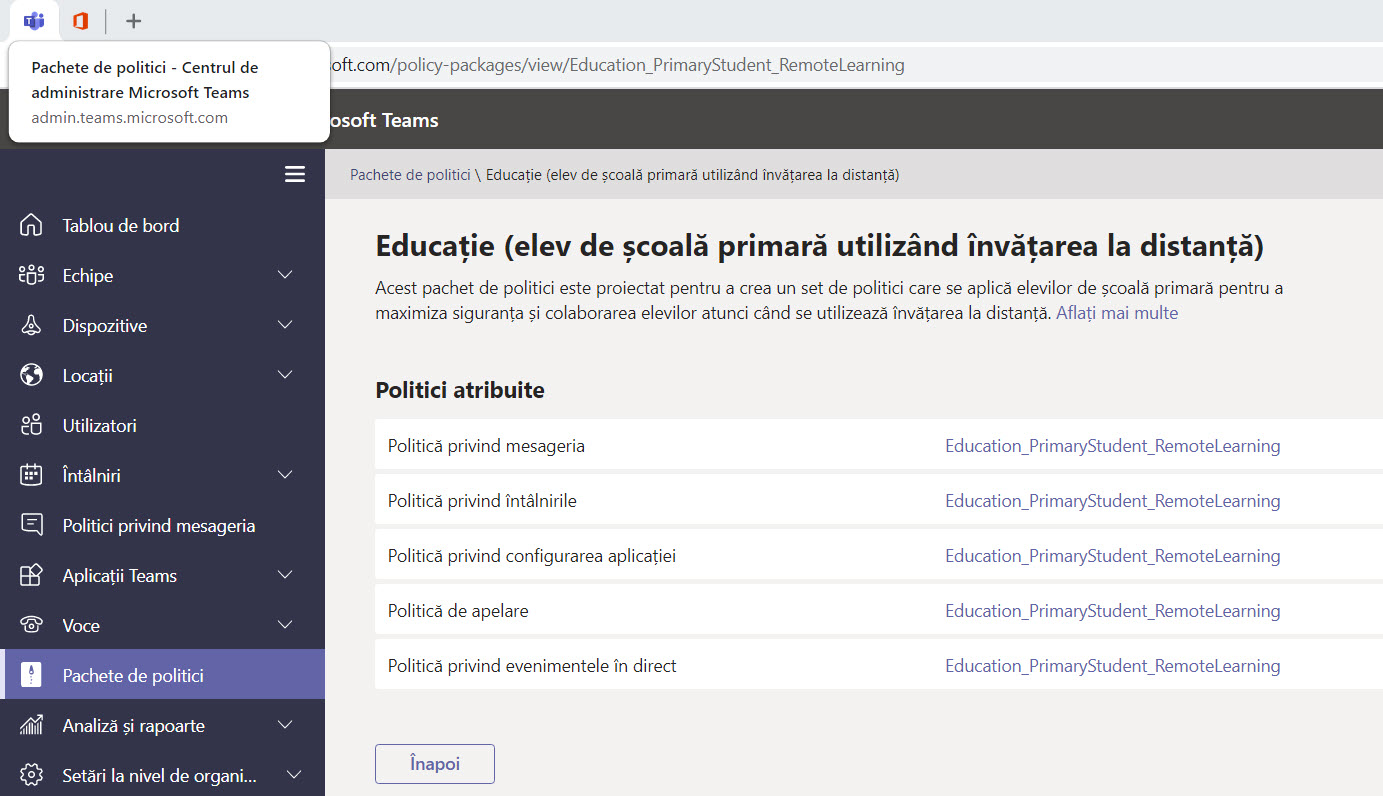 Pachete de politici - Centrul de
administrare Microsoft Teams
admin.teams.microsoft.com
oft.com/policy-packages/view/Education_PrimaryStudent_RemoteLearning
osoft Teams
Pachete de politici \ Educație (elev de școală primară utilizând învățarea la distanță)
Tablou de bord
Echipe
Dispozitive
Locații
Utilizatori
Întâlniri
Politici privind mesageria
Aplicații Teams
Voce
Pachete de politici
Analiză și rapoarte
Setări la nivel de organi...
Educație (elev de școală primară utilizând învățarea la distanță)
Acest pachet de politici este proiectat pentru a crea un set de politici care se aplică elevilor de școală primară pentru a
maximiza siguranța și colaborarea elevilor atunci când se utilizează învățarea la distanță. Aflați mai multe
Politici atribuite
Politică privind mesageria Education_PrimaryStudent_RemoteLearning
Politică privind întâlnirile Education_PrimaryStudent_RemoteLearning
Politică privind configurarea aplicației Education_PrimaryStudent_RemoteLearning
Politică de apelare Education_PrimaryStudent_RemoteLearning
Politică privind evenimentele în direct Education_PrimaryStudent_RemoteLearning
Înapoi